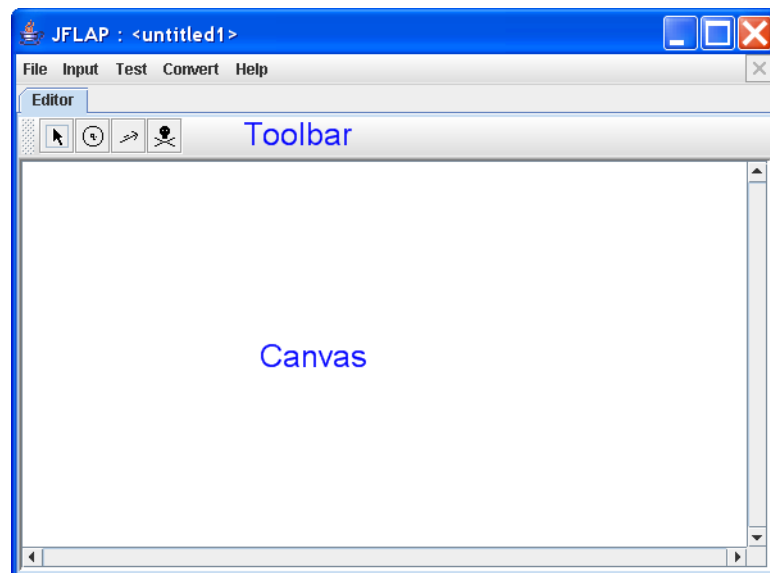 JFLAP : <untitled1>
File Input Test Convert Help
Editor
q
Toolbar
Canvas